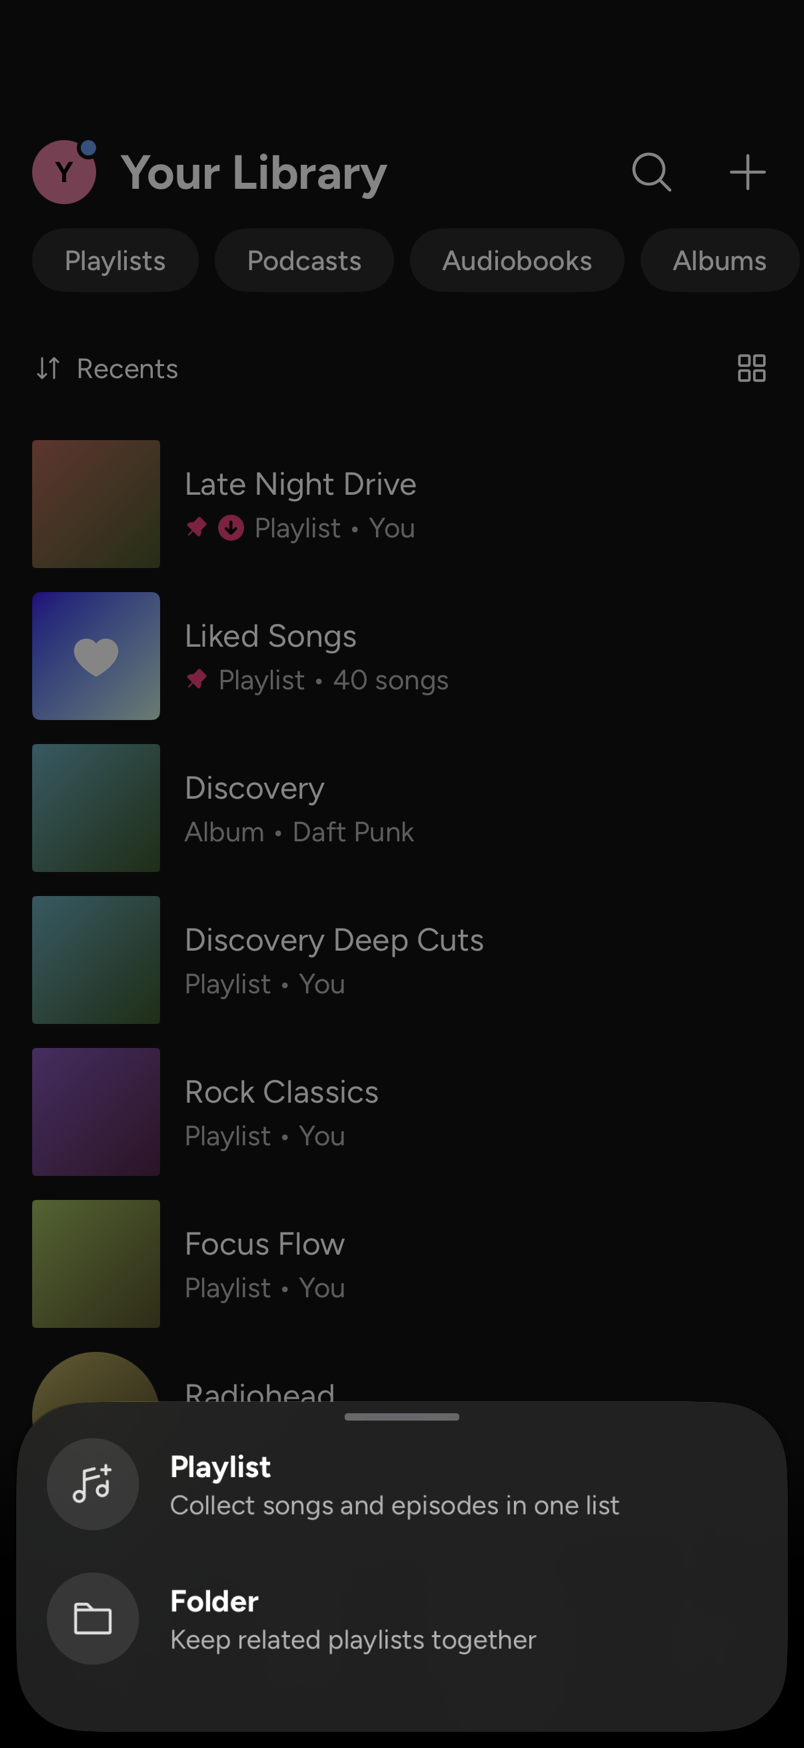 Y
Your Library
Playlists
Podcasts
Audiobooks
Albums
Recents
Late Night Drive
Playlist • You
Liked Songs
Playlist • 40 songs
Discovery
Album • Daft Punk
Discovery Deep Cuts
Playlist • You
Rock Classics
Playlist • You
Focus Flow
Playlist • You
Radiohead
Playlist
Collect songs and episodes in one list
Folder
Keep related playlists together